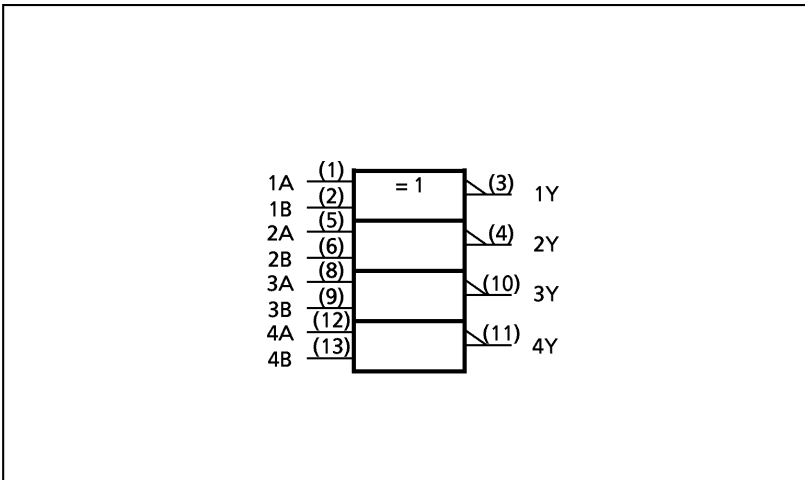 1A (1) = 1 (3) 1Y
1B (2)
2A (5) (4) 2Y
2B (6)
3A (8) (10) 3Y
3B (9)
4A (12) (11) 4Y
4B (13)